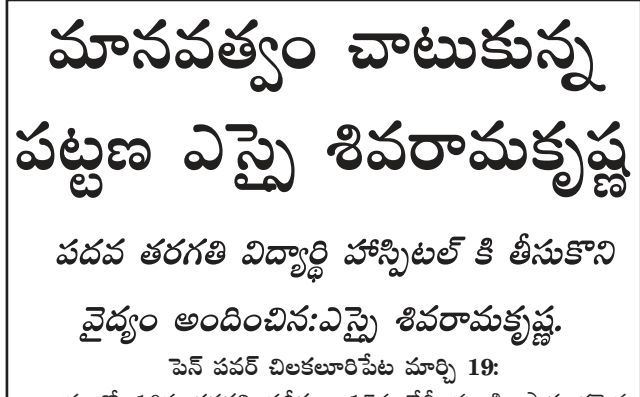 మానవత్వం చాటుకున్న
పట్టణ ఎస్సై శివరామకృష్ణ
పదవ తరగతి విద్యార్థి హాస్పిటల్ కి తీసుకొని
వైద్యం అందించిన:ఎస్సై శివరామకృష్ణ.
పెన్ పవర్ చిలకలూరిపేట మార్చి 19: